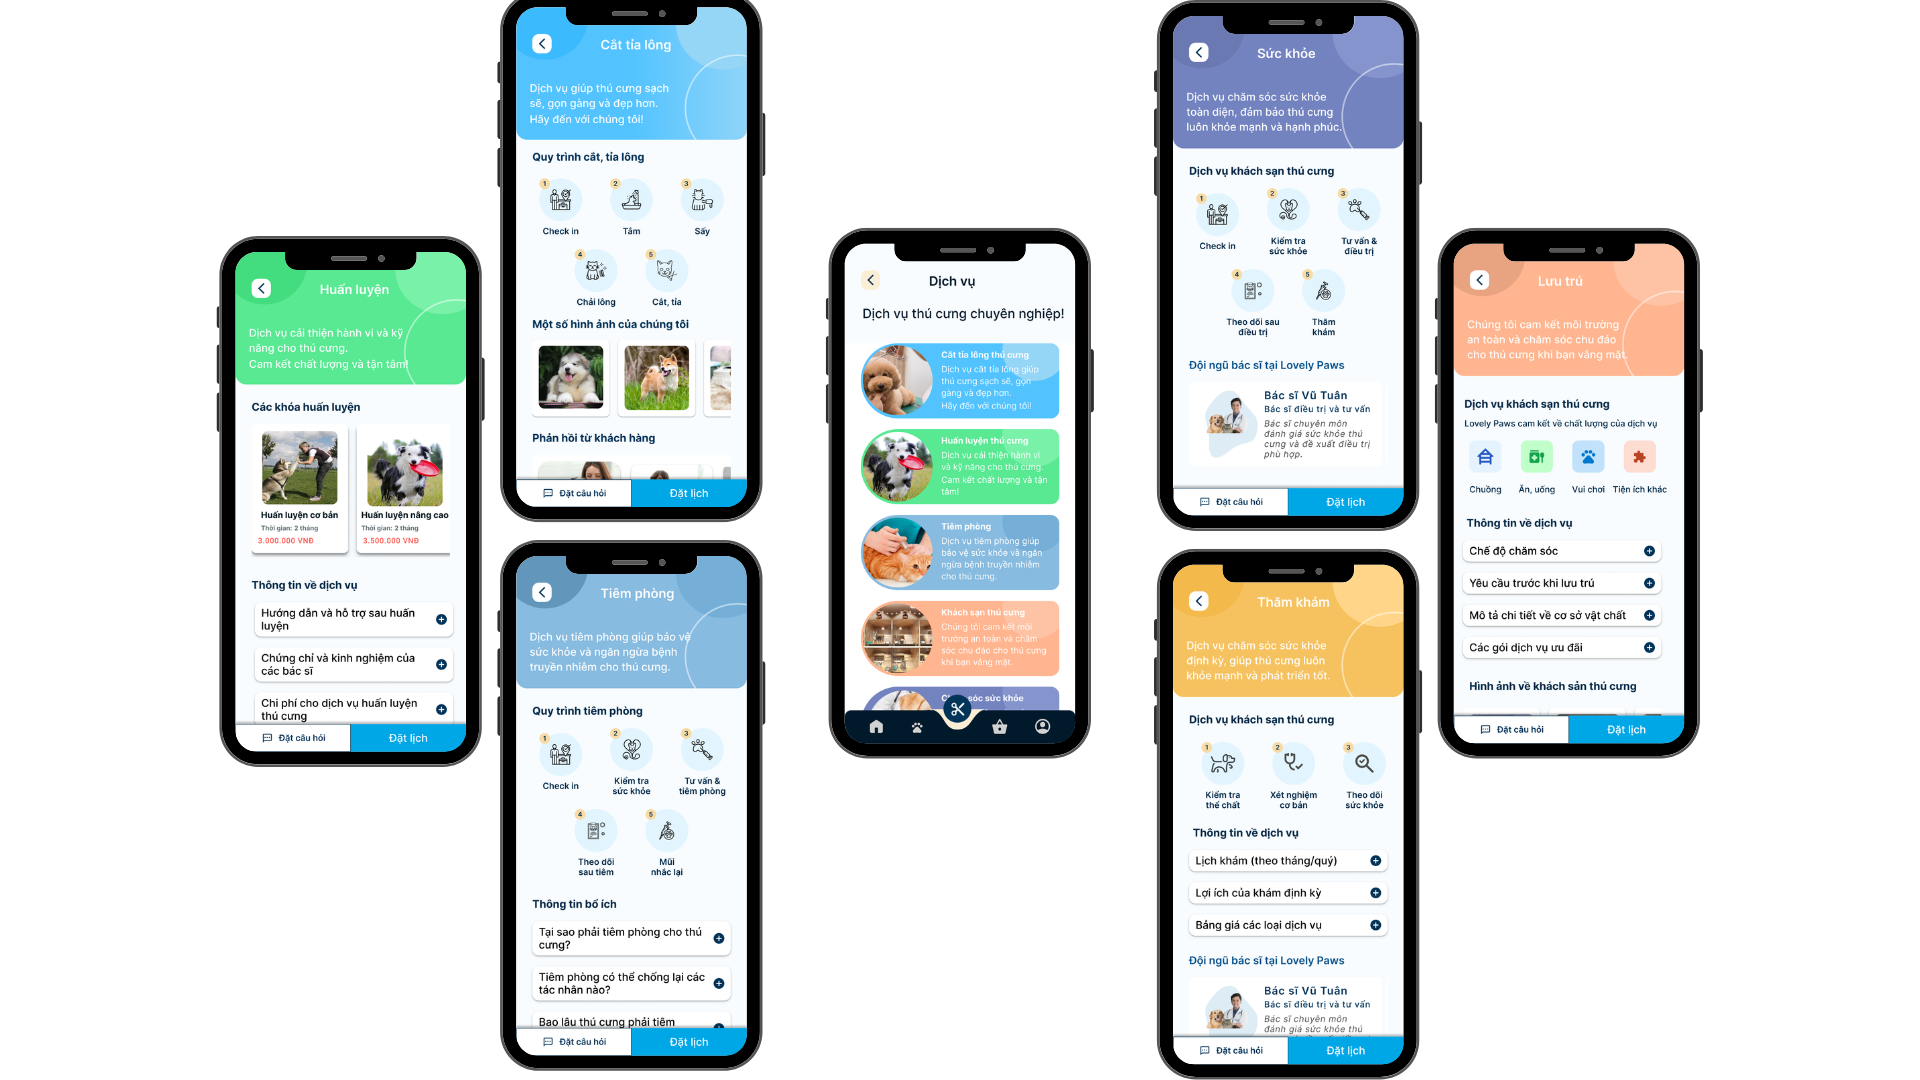 Huấn luyện
Dịch vụ cải thiện hành vi và kỹ
năng cho thú cưng.
Cam kết chất lượng và tận tâm!
Các khóa huấn luyện
Huấn luyện cơ bản
Thời gian: 2 tháng
3.000.000 VNĐ
Huấn luyện nâng cao
Thời gian: 2 tháng
3.500.000 VNĐ
Thông tin về dịch vụ
Hướng dẫn và hỗ trợ sau huấn
luyện
Chứng chỉ và kinh nghiệm của
các bác sĩ
Chi phí cho dịch vụ huấn luyện
thú cưng
Đặt câu hỏi
Đặt lịch
Cắt tỉa lông
Dịch vụ giúp thú cưng sạch
sẽ, gọn gàng và đẹp hơn.
Hãy đến với chúng tôi!
Quy trình cắt, tỉa lông
1
Check in
2
Tắm
3
Sấy
4
Chải lông
5
Cắt, tỉa
Một số hình ảnh của chúng tôi
Phản hồi từ khách hàng
Đặt câu hỏi
Đặt lịch
Tiêm phòng
Dịch vụ tiêm phòng giúp bảo vệ
sức khỏe và ngăn ngừa bệnh
truyền nhiễm cho thú cưng.
Quy trình tiêm phòng
1
Check in
2
Kiểm tra
sức khỏe
3
Tư vấn &
tiêm phòng
4
Theo dõi
sau tiêm
5
Mũi
nhắc lại
Thông tin bổ ích
Tại sao phải tiêm phòng cho thú
cưng?
Tiêm phòng có thể chống lại các
tác nhân nào?
Bao lâu thú cưng phải tiêm
Đặt câu hỏi
Đặt lịch
Dịch vụ
Dịch vụ thú cưng chuyên nghiệp!
Cắt tỉa lông thú cưng
Dịch vụ cắt tỉa lông giúp
thú cưng sạch sẽ, gọn
gàng và đẹp hơn.
Hãy đến với chúng tôi!
Huấn luyện thú cưng
Dịch vụ cải thiện hành vi
và kỹ năng cho thú cưng.
Cam kết chất lượng và tận
tâm!
Tiêm phòng
Dịch vụ tiêm phòng giúp
bảo vệ sức khỏe và ngăn
ngừa bệnh truyền nhiễm
cho thú cưng.
Khách sạn thú cưng
Chúng tôi cam kết môi
trường an toàn và chăm
sóc chu đáo cho thú cưng
khi bạn vắng mặt.
sóc sức khỏe
Sức khỏe
Dịch vụ chăm sóc sức khỏe
toàn diện, đảm bảo thú cưng
luôn khỏe mạnh và hạnh phúc.
Dịch vụ khách sạn thú cưng
1
Check in
2
Kiểm tra
sức khỏe
3
Tư vấn &
điều trị
4
Theo dõi sau
điều trị
5
Thăm
khám
Đội ngũ bác sĩ tại Lovely Paws
Bác sĩ Vũ Tuân
Bác sĩ điều trị và tư vấn
Bác sĩ chuyên môn
đánh giá sức khỏe thú
cưng và đề xuất điều trị
phù hợp.
Đặt câu hỏi
Đặt lịch
Thăm khám
Dịch vụ chăm sóc sức khỏe
định kỳ, giúp thú cưng luôn
khỏe mạnh và phát triển tốt.
Dịch vụ khách sạn thú cưng
1
Kiểm tra
thể chất
2
Xét nghiệm
cơ bản
3
Theo dõi
sức khỏe
Thông tin về dịch vụ
Lịch khám (theo tháng/quý)
Lợi ích của khám định kỳ
Bảng giá các loại dịch vụ
Đội ngũ bác sĩ tại Lovely Paws
Bác sĩ Vũ Tuân
Bác sĩ điều trị và tư vấn
Bác sĩ chuyên môn
đánh giá sức khỏe thú
Đặt câu hỏi
Đặt lịch
Lưu trú
Chúng tôi cam kết môi trường
an toàn và chăm sóc chu đáo
cho thú cưng khi bạn vắng mặt.
Dịch vụ khách sạn thú cưng
Lovely Paws cam kết về chất lượng của dịch vụ
Chuồng
Ăn, uống
Vui chơi
Tiện ích khác
Thông tin về dịch vụ
Chế độ chăm sóc
Yêu cầu trước khi lưu trú
Mô tả chi tiết về cơ sở vật chất
Các gói dịch vụ ưu đãi
Hình ảnh về khách sản thú cưng
Đặt câu hỏi
Đặt lịch